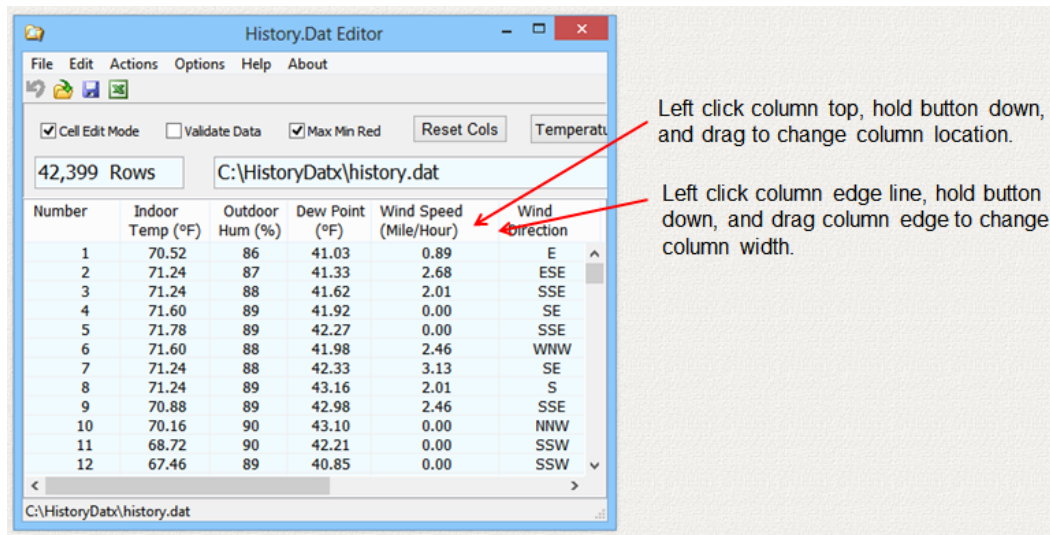 History.Dat Editor
File Edit Actions Options Help About
Cell Edit Mode Validate Data Max Min Red Reset Cols
42,399 Rows C:\HistoryDatx\history.dat
Number Indoor Outdoor Dew Point Wind Speed Wind
Temp (°F) Hum (%) (°F) (Mile/Hour) Direction
1 70.52 86 41.03 0.89 E
2 71.24 87 41.33 2.68 ESE
3 71.24 88 41.62 2.01 SSE
4 71.60 89 41.92 0.00 SE
5 71.78 89 42.27 0.00 SSE
6 71.60 88 41.98 2.46 WNW
7 71.24 88 42.33 3.13 SE
8 71.24 89 43.16 2.01 S
9 70.88 89 42.98 2.46 SSE
10 70.16 90 43.10 0.00 NNW
11 68.72 90 42.21 0.00 SSW
12 67.46 89 40.85 0.00 SSW
C:\HistoryDatx\history.dat
Left click column top, hold button down,
and drag to change column location.
Left click column edge line, hold button
down, and drag column edge to change
column width.